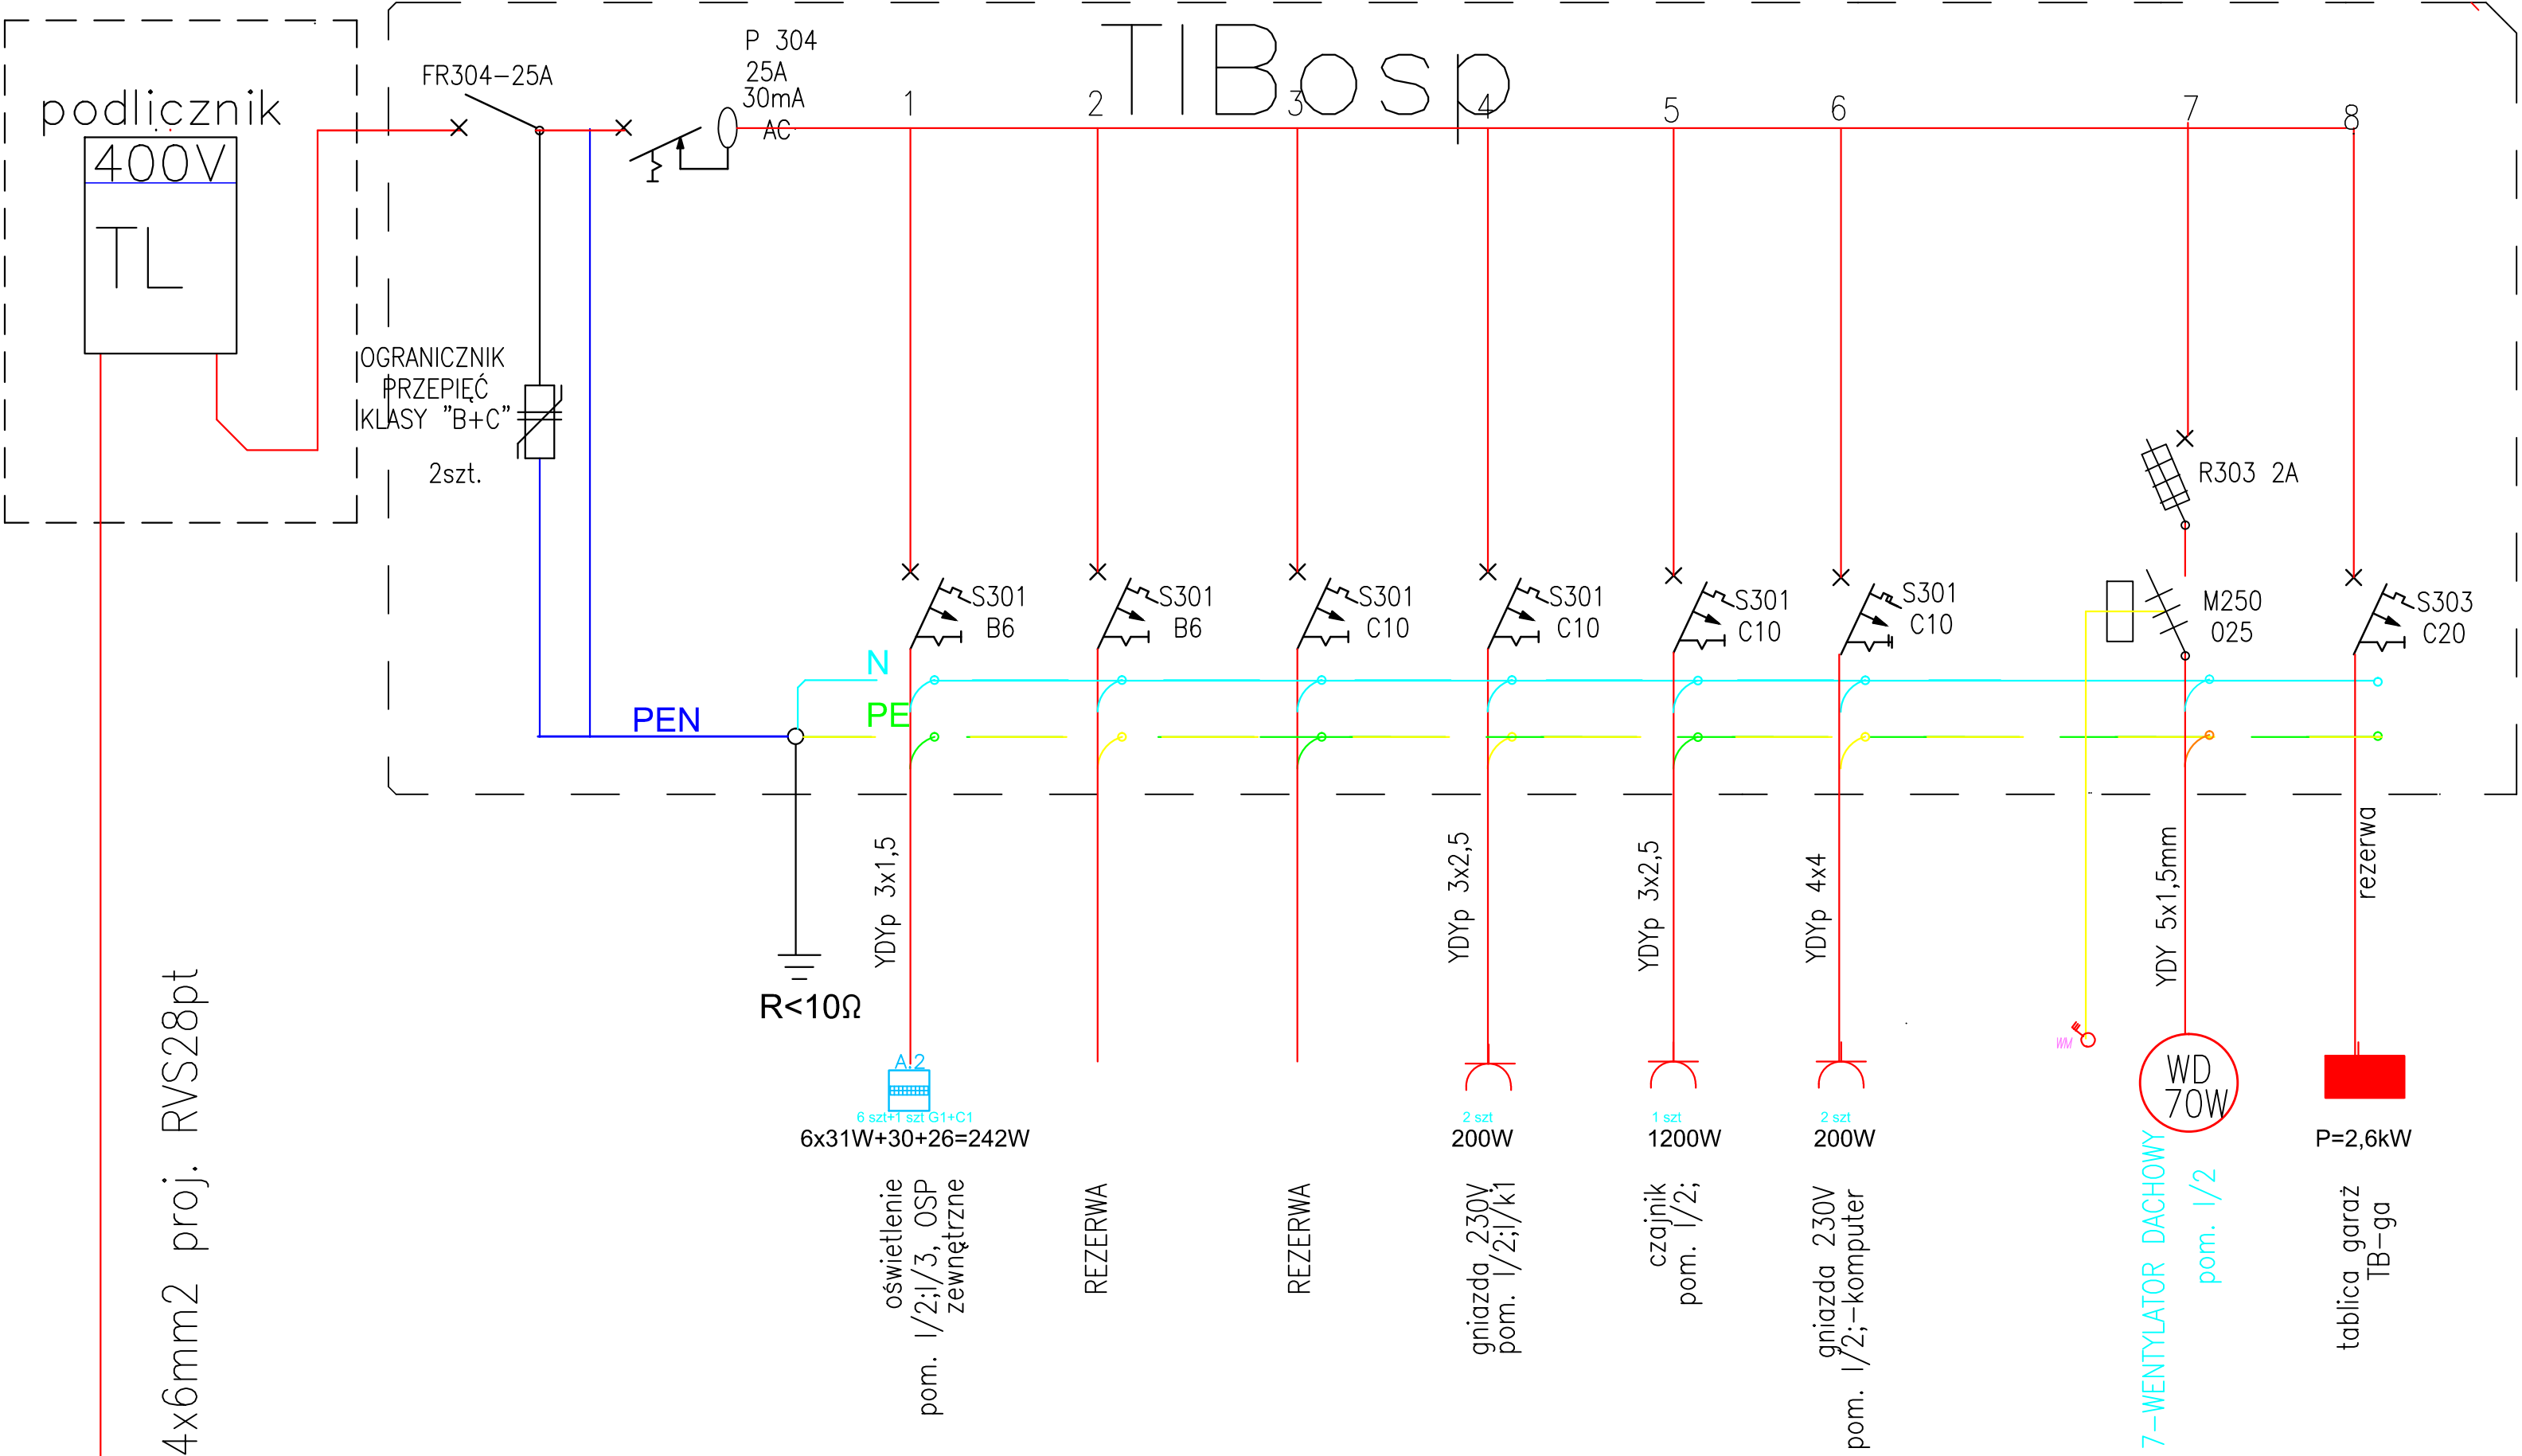 podlicznik
400V
TL
4x6mm2 proj. RVS28pt
TIBosp
FR304-25A
P 304
25A
30mA
AC
OGRANICZNIK
PRZEPIĘĆ
KLASY "B+C"
2szt.
1
2
3
4
5
6
7
8
R303 2A
S301
B6
S301
B6
S301
C10
S301
C10
S301
C10
S301
C10
M250
025
S303
C20
N
PEN
PE
R<10Ω
YDYp 3x1,5
YDYp 3x2,5
YDYp 3x2,5
YDYp 4x4
YDY 5x1,5mm
rezerwa
A.2
6 szt+1 szt G1+C1
6x31W+30+26=242W
2 szt
200W
1 szt
1200W
2 szt
200W
WM
WD
70W
P=2,6kW
oświetlenie
pom. I/2;I/3, OSP
zewnętrzne
REZERWA
REZERWA
gniazda 230V
pom. I/2;I/k1
czajnik
pom. I/2;
gniazda 230V
pom. I/2;-komputer
7-WENTYLATOR DACHOWY
pom. I/2
tablica garaż
TB-ga